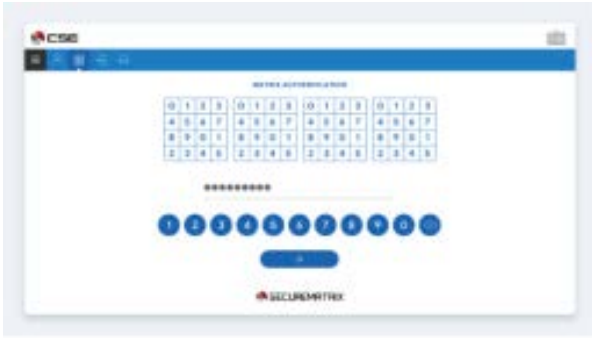 CSE
MATRIX AUTHENTICATION
0 1 2 3 0 1 2 3 0 1 2 3 0 1 2 3
4 5 6 7 4 5 6 7 4 5 6 7 4 5 6 7
8 9 0 1 8 9 0 1 8 9 0 1 8 9 0 1
2 3 4 5 2 3 4 5 2 3 4 5 2 3 4 5
*********
1 2 3 4 5 6 7 8 9 0
SECUREMATRIX